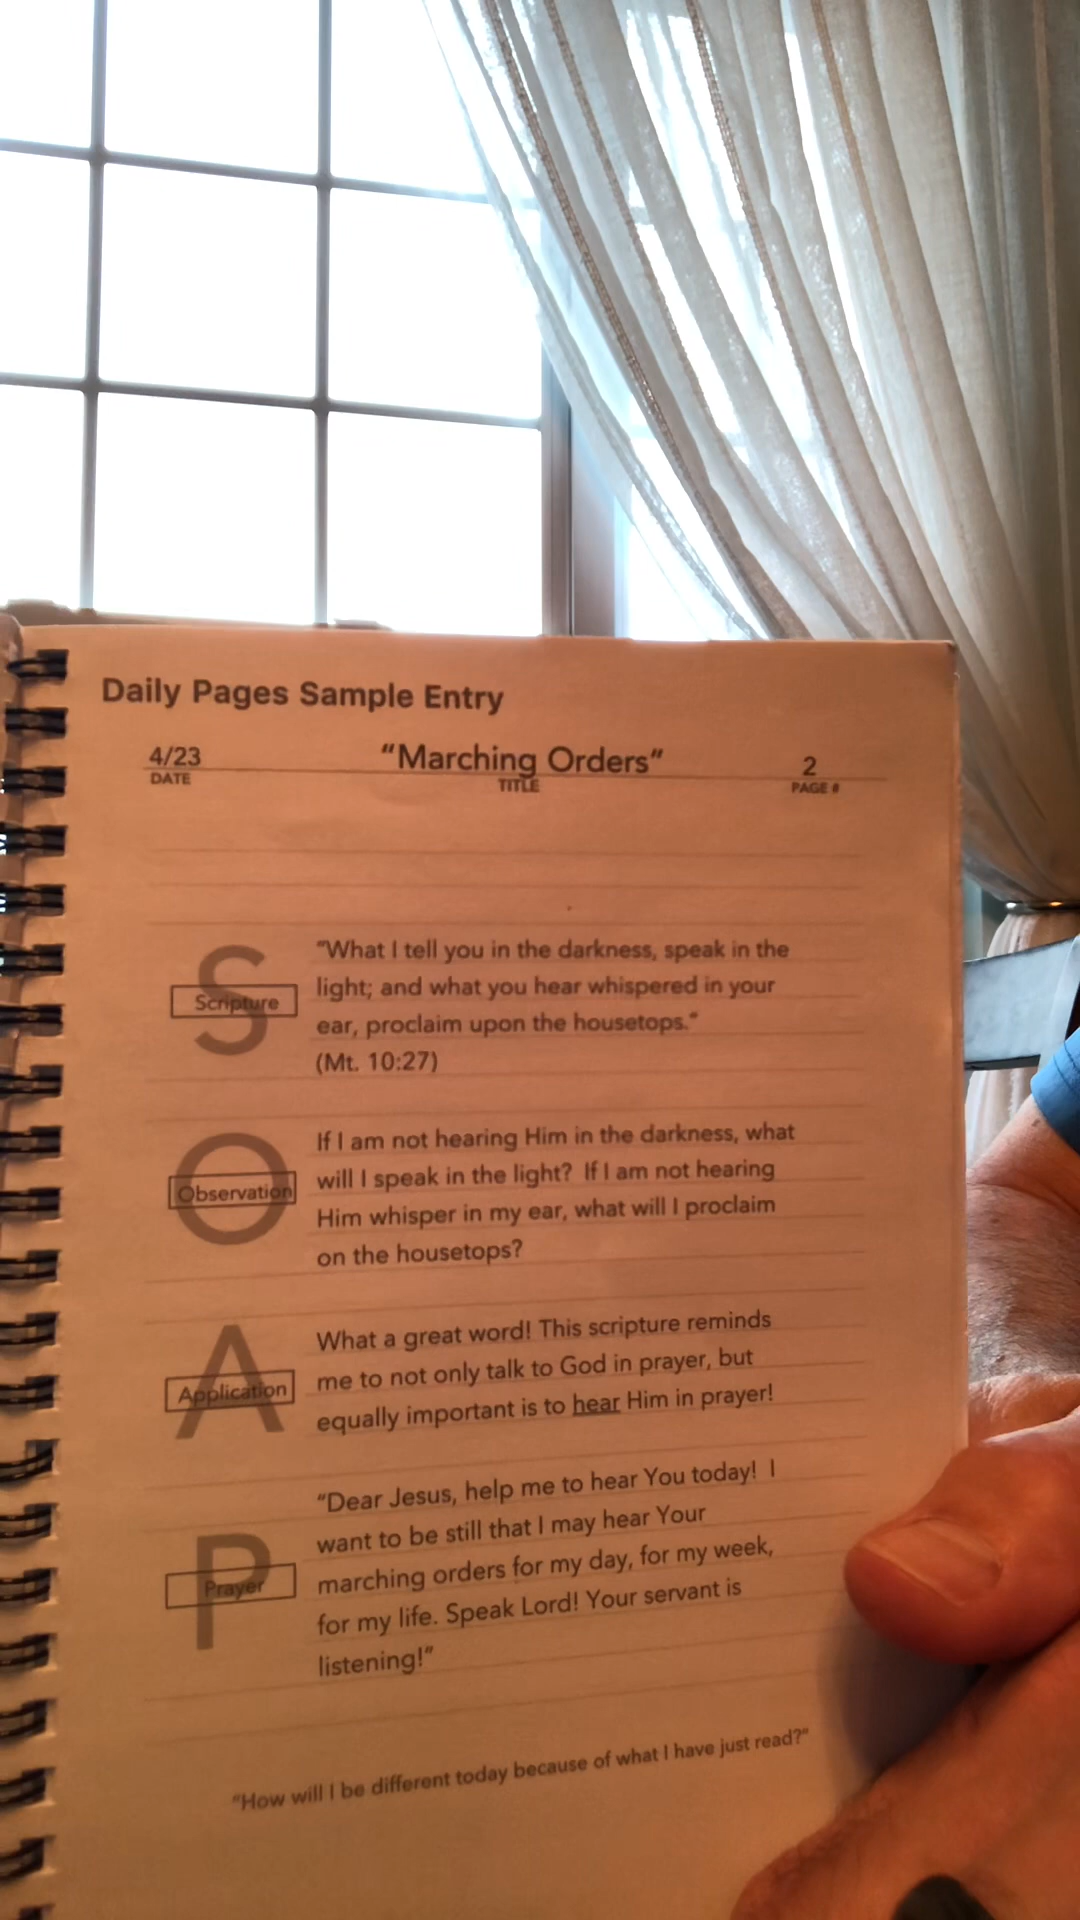 Daily Pages Sample Entry
4/23 "Marching Orders" 2
DATE TITLE PAGE #
S
Scripture
"What I tell you in the darkness, speak in the
light; and what you hear whispered in your
ear, proclaim upon the housetops."
(Mt. 10:27)
O
Observation
If I am not hearing Him in the darkness, what
will I speak in the light? If I am not hearing
Him whisper in my ear, what will I proclaim
on the housetops?
A
Application
What a great word! This scripture reminds
me to not only talk to God in prayer, but
equally important is to hear Him in prayer!
P
Prayer
"Dear Jesus, help me to hear You today! I
want to be still that I may hear Your
marching orders for my day, for my week,
for my life. Speak Lord! Your servant is
listening!"
"How will I be different today because of what I have just read?"